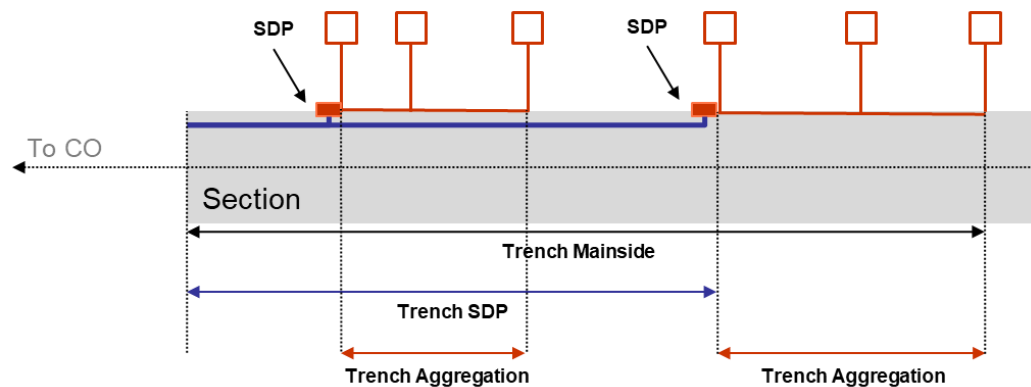 SDP
SDP
To CO
Section
Trench Mainside
Trench SDP
Trench Aggregation
Trench Aggregation